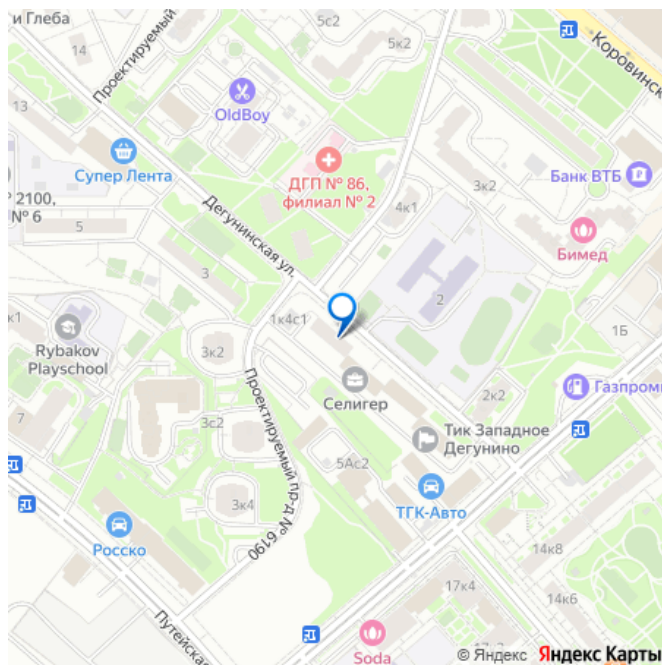 и Глеба
14
Проектируемый
5с2
5к2
Коровинск
13
OldBoy
Супер Лента
ДГП № 86,
филиал № 2
3к2
Банк ВТБ
2100,
№ 6
5
Дегунинская ул.
4к1
Бимед
3
2
1к4с1
1Б
к1
Rybakov
Playschool
3к2
Газпромн
Селигер
2к2
7
3с2
Проектируемый пр-д № 6190
Тик Западное
Дегунино
5Ас2
3к4
ТГК-Авто
Росско
14к8
17к4
14к6
Путейская
Soda
© Яндекс Яндекс Карты